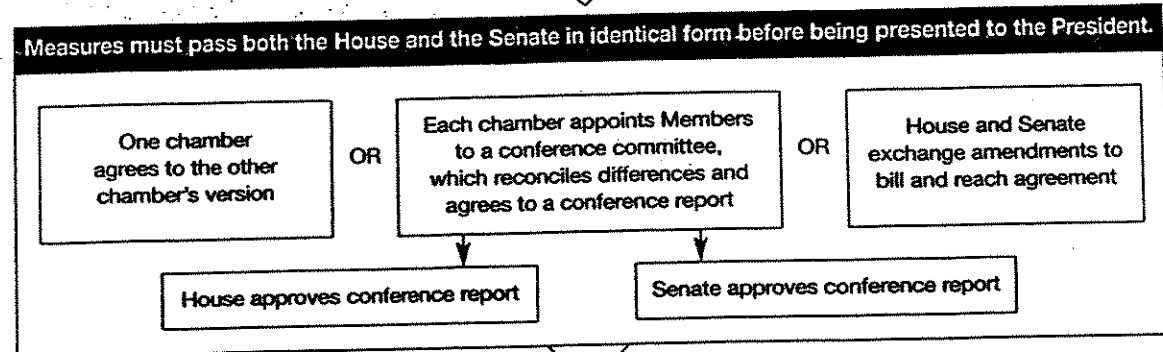 Measures must pass both the House and the Senate in identical form before being presented to the President.
One chamber
agrees to the other
chamber's version
OR
Each chamber appoints Members
to a conference committee,
which reconciles differences and
agrees to a conference report
OR
House and Senate
exchange amendments to
bill and reach agreement
House approves conference report
Senate approves conference report